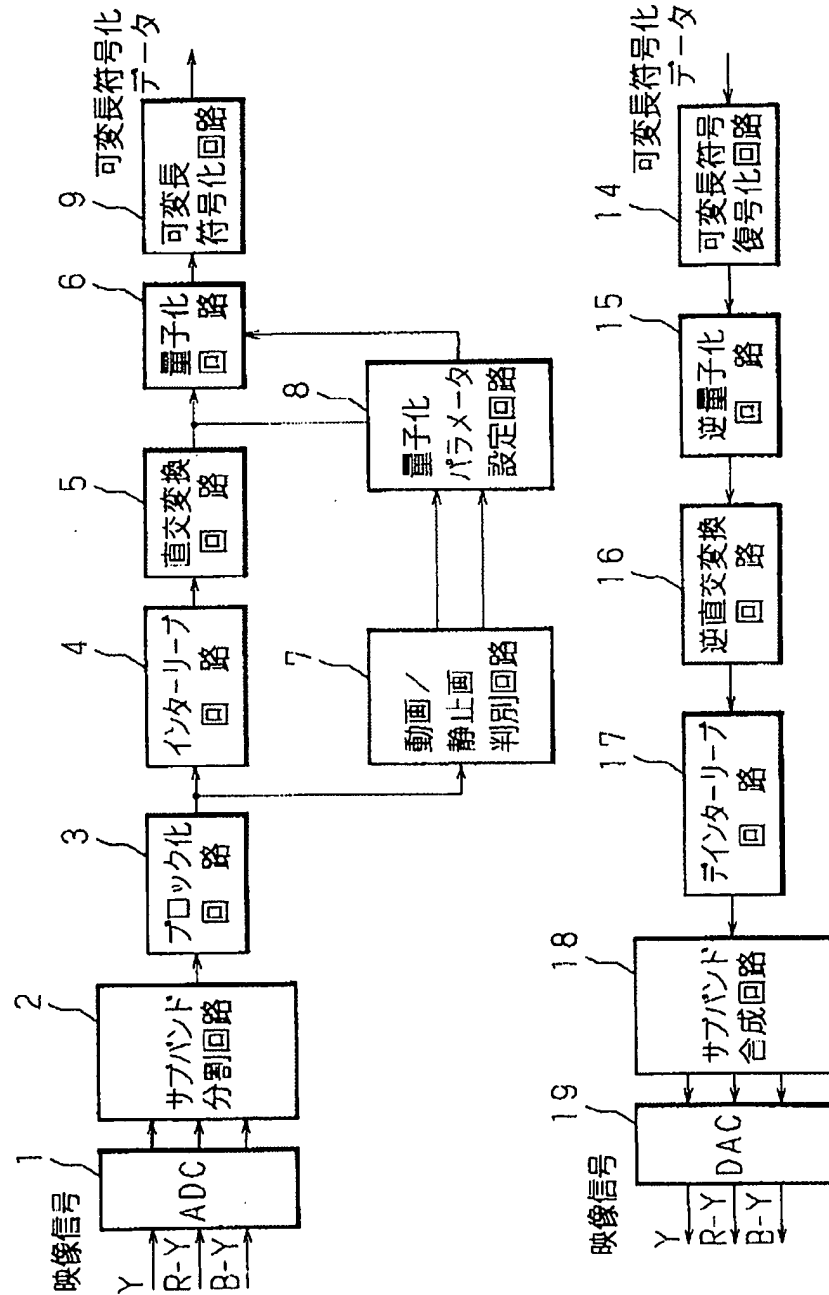 映像信号
Y
R-Y
B-Y
1
ADC
2
サブバンド
分割回路
3
ブロック化
回路
4
インターリーブ
回路
5
直交変換
回路
6
量子化
回路
9
可変長
符号化回路
可変長符号化
データ
7
動画/
静止画
判別回路
8
量子化
パラメータ
設定回路
映像信号
Y
R-Y
B-Y
19
DAC
18
サブバンド
合成回路
17
デインターリーブ
回路
16
逆直交変換
回路
15
逆量子化
回路
14
可変長符号
復号化回路
可変長符号化
データ